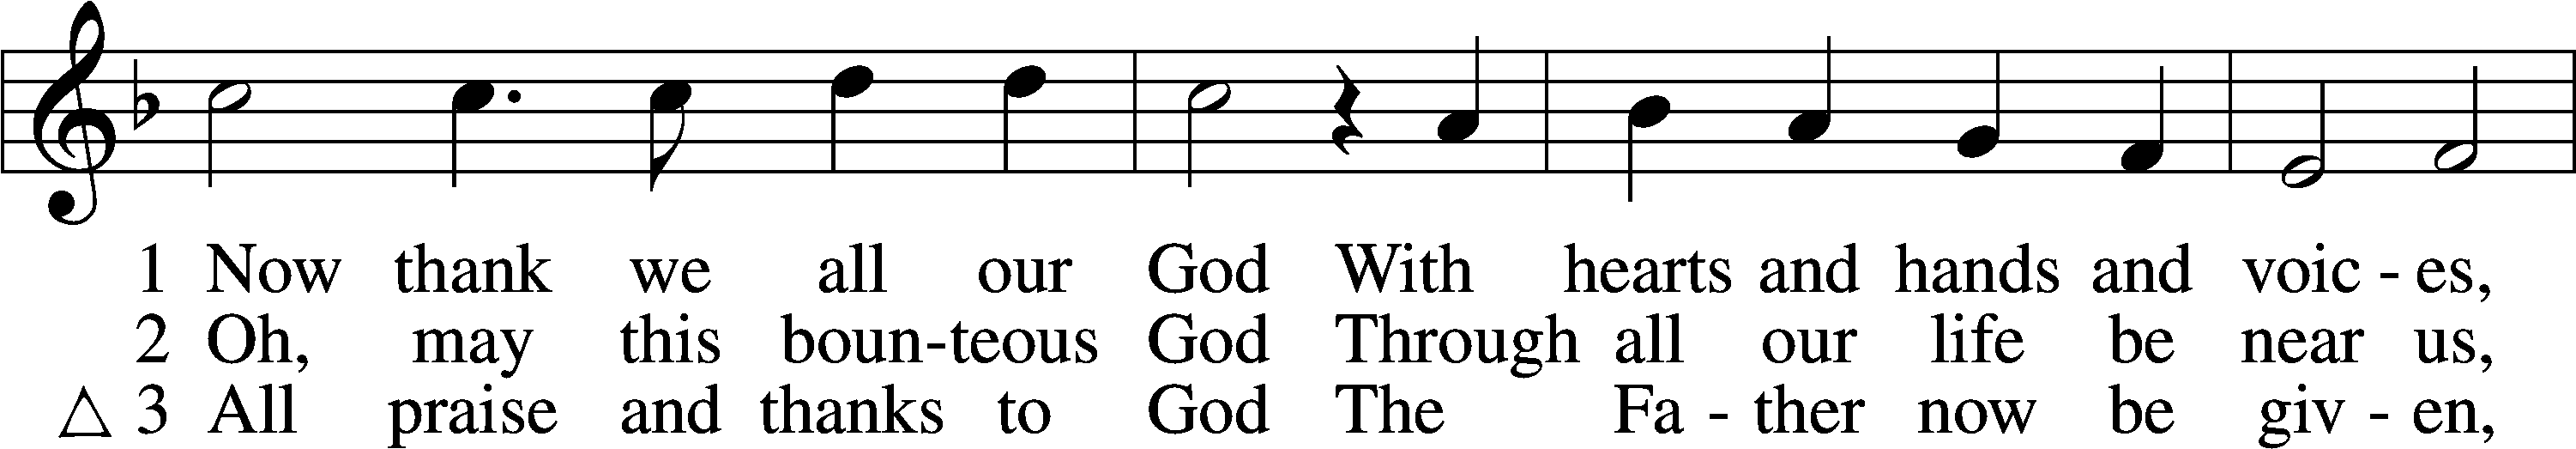 1 Now thank we all our God With hearts and hands and voic - es,
2 Oh, may this boun-teous God Through all our life be near us,
△ 3 All praise and thanks to God The Fa - ther now be giv - en,